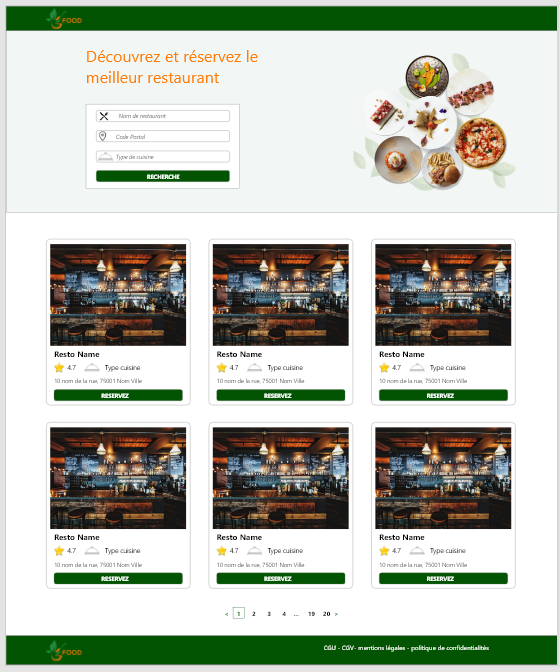 FOOD
Découvrez et réservez le
meilleur restaurant
Nom de restaurant
Code Postal
Type de cuisine
RECHERCHE
Resto Name
4.7 Type cuisine
10 nom de la rue, 75001 Nom Ville
RESERVEZ
Resto Name
4.7 Type cuisine
10 nom de la rue, 75001 Nom Ville
RESERVEZ
Resto Name
4.7 Type cuisine
10 nom de la rue, 75001 Nom Ville
RESERVEZ
Resto Name
4.7 Type cuisine
10 nom de la rue, 75001 Nom Ville
RESERVEZ
Resto Name
4.7 Type cuisine
10 nom de la rue, 75001 Nom Ville
RESERVEZ
Resto Name
4.7 Type cuisine
10 nom de la rue, 75001 Nom Ville
RESERVEZ
< 1 2 3 4 ... 19 20 >
FOOD
CGU - CGV- mentions légales - politique de confidentialités